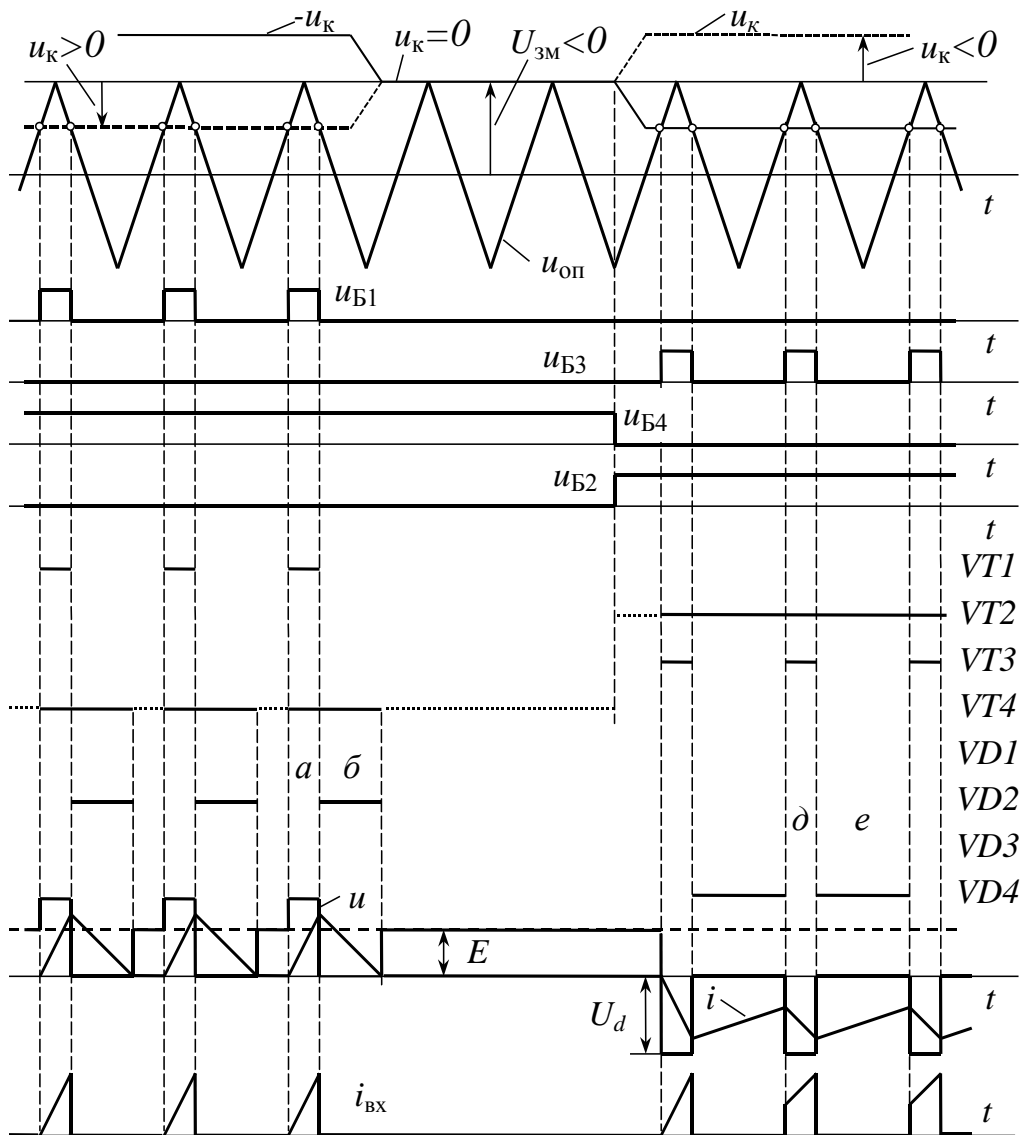 -uк
uк
uк>0
uк=0
Uзм<0
uк<0
t
uоп
uБ1
t
uБ3
t
uБ4
t
uБ2
t
VT1
VT2
VT3
VT4
а б
VD1
VD2
д е
VD3
VD4
u
E
t
Ud
i
iвх
t